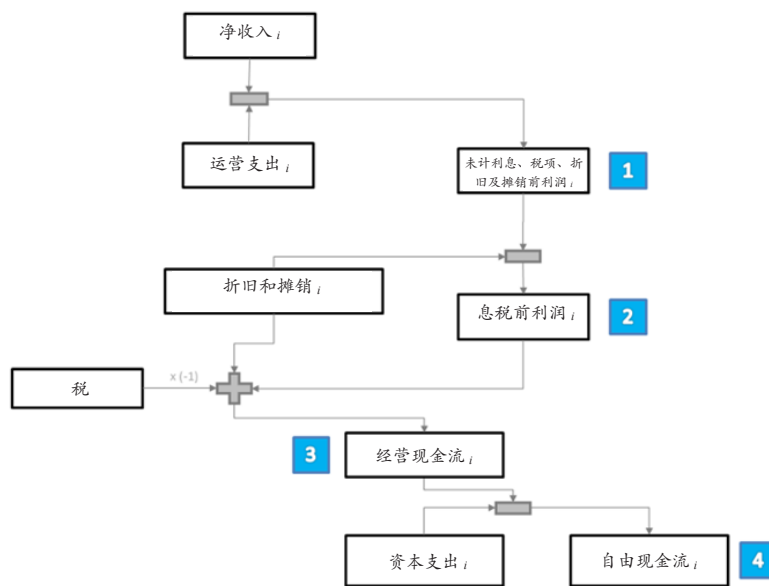 净收入 i
运营支出 i
未计利息、税项、折
旧及摊销前利润 i
1
折旧和摊销 i
息税前利润 i
2
税
x (-1)
3
经营现金流 i
资本支出 i
自由现金流 i
4